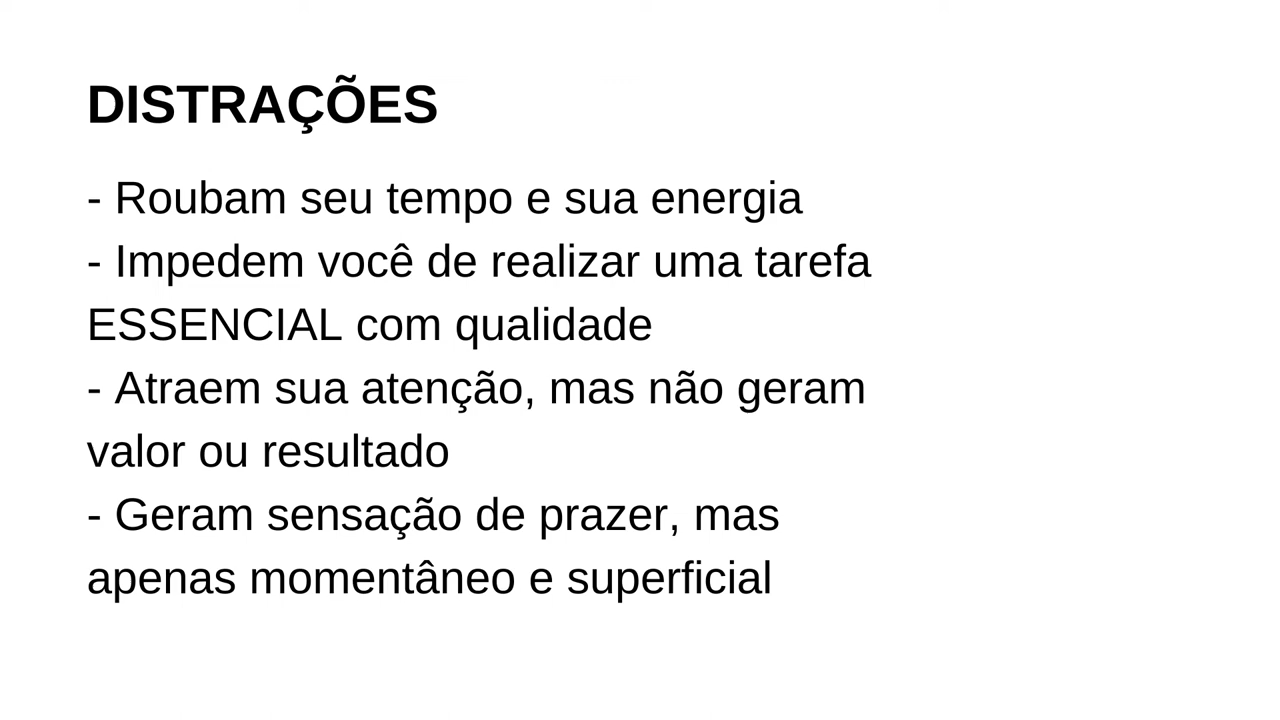 DISTRAÇÕES
- Roubam seu tempo e sua energia
- Impedem você de realizar uma tarefa
ESSENCIAL com qualidade
- Atraem sua atenção, mas não geram
valor ou resultado
- Geram sensação de prazer, mas
apenas momentâneo e superficial